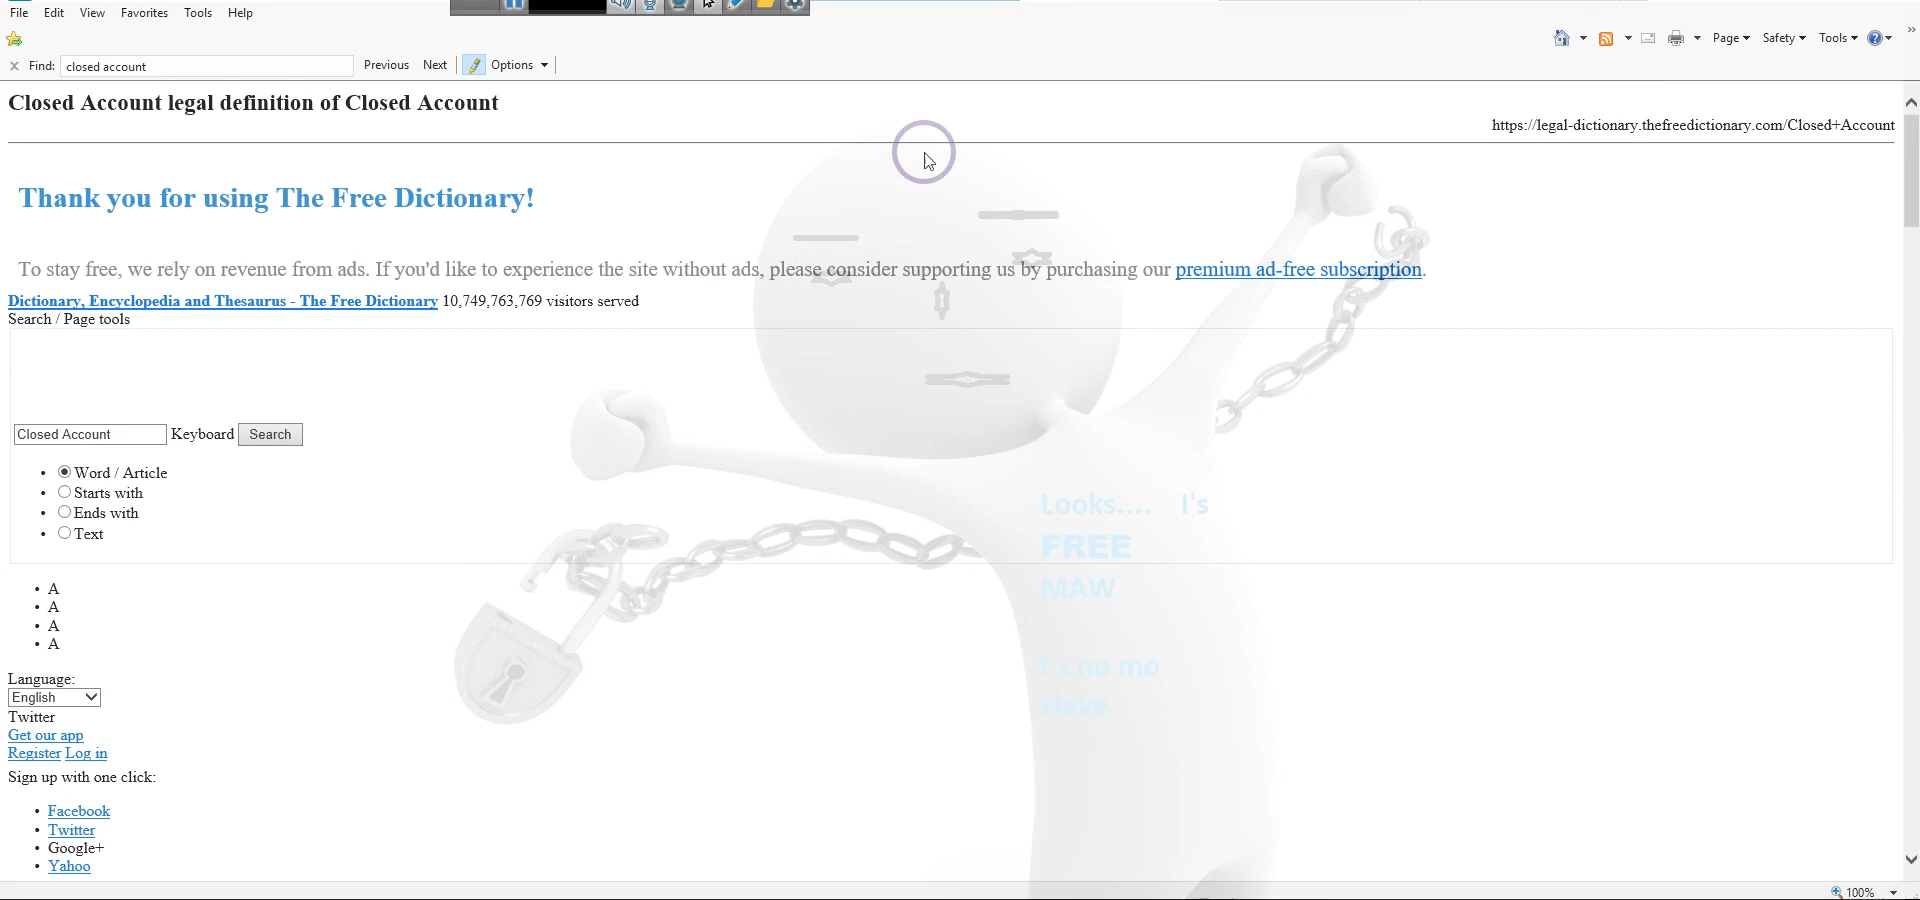 File Edit View Favorites Tools Help
Page Safety Tools
Find: closed account Previous Next Options
Closed Account legal definition of Closed Account
https://legal-dictionary.thefreedictionary.com/Closed+Account
Thank you for using The Free Dictionary!
To stay free, we rely on revenue from ads. If you'd like to experience the site without ads, please consider supporting us by purchasing our premium ad-free subscription.
Dictionary, Encyclopedia and Thesaurus - The Free Dictionary 10,749,763,769 visitors served
Search / Page tools
Closed Account Keyboard Search
Word / Article
Starts with
Ends with
Text
Looks.... I's
FREE
MAW
I's no mo
slave
A
A
A
A
Language:
English
Twitter
Get our app
Register Log in
Sign up with one click:
Facebook
Twitter
Google+
Yahoo
100%